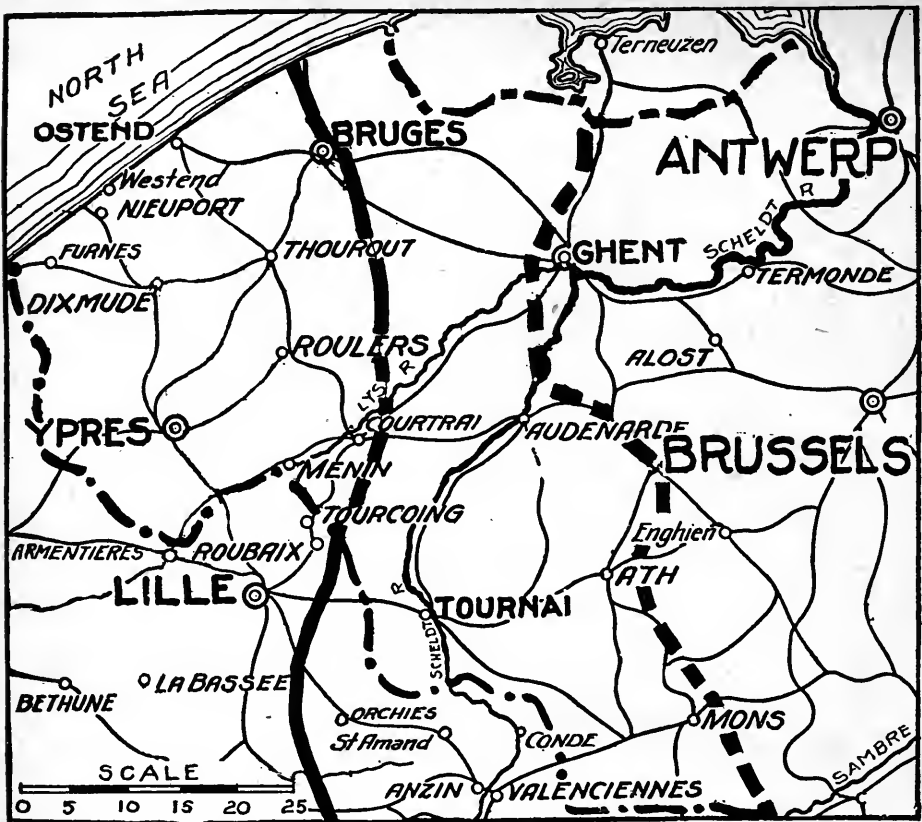 NORTH
SEA
Terneuzen
OSTEND
BRUGES
ANTWERP
Westend
NIEUPORT
SCHELDT R
FURNES
THOUROUT
GHENT
TERMONDE
DIXMUDE
ROULERS
ALOST
LYS R
YPRES
COURTRAI
AUDENARDE
BRUSSELS
MENIN
TOURCOING
Enghien
ARMENTIERES
ROUBAIX
ATH
LILLE
TOURNAI
SCHELDT R
BETHUNE
LA BASSEE
ORCHIES
MONS
St Amand
CONDE
SAMBRE
SCALE
ANZIN
VALENCIENNES
0 5 10 15 20 25